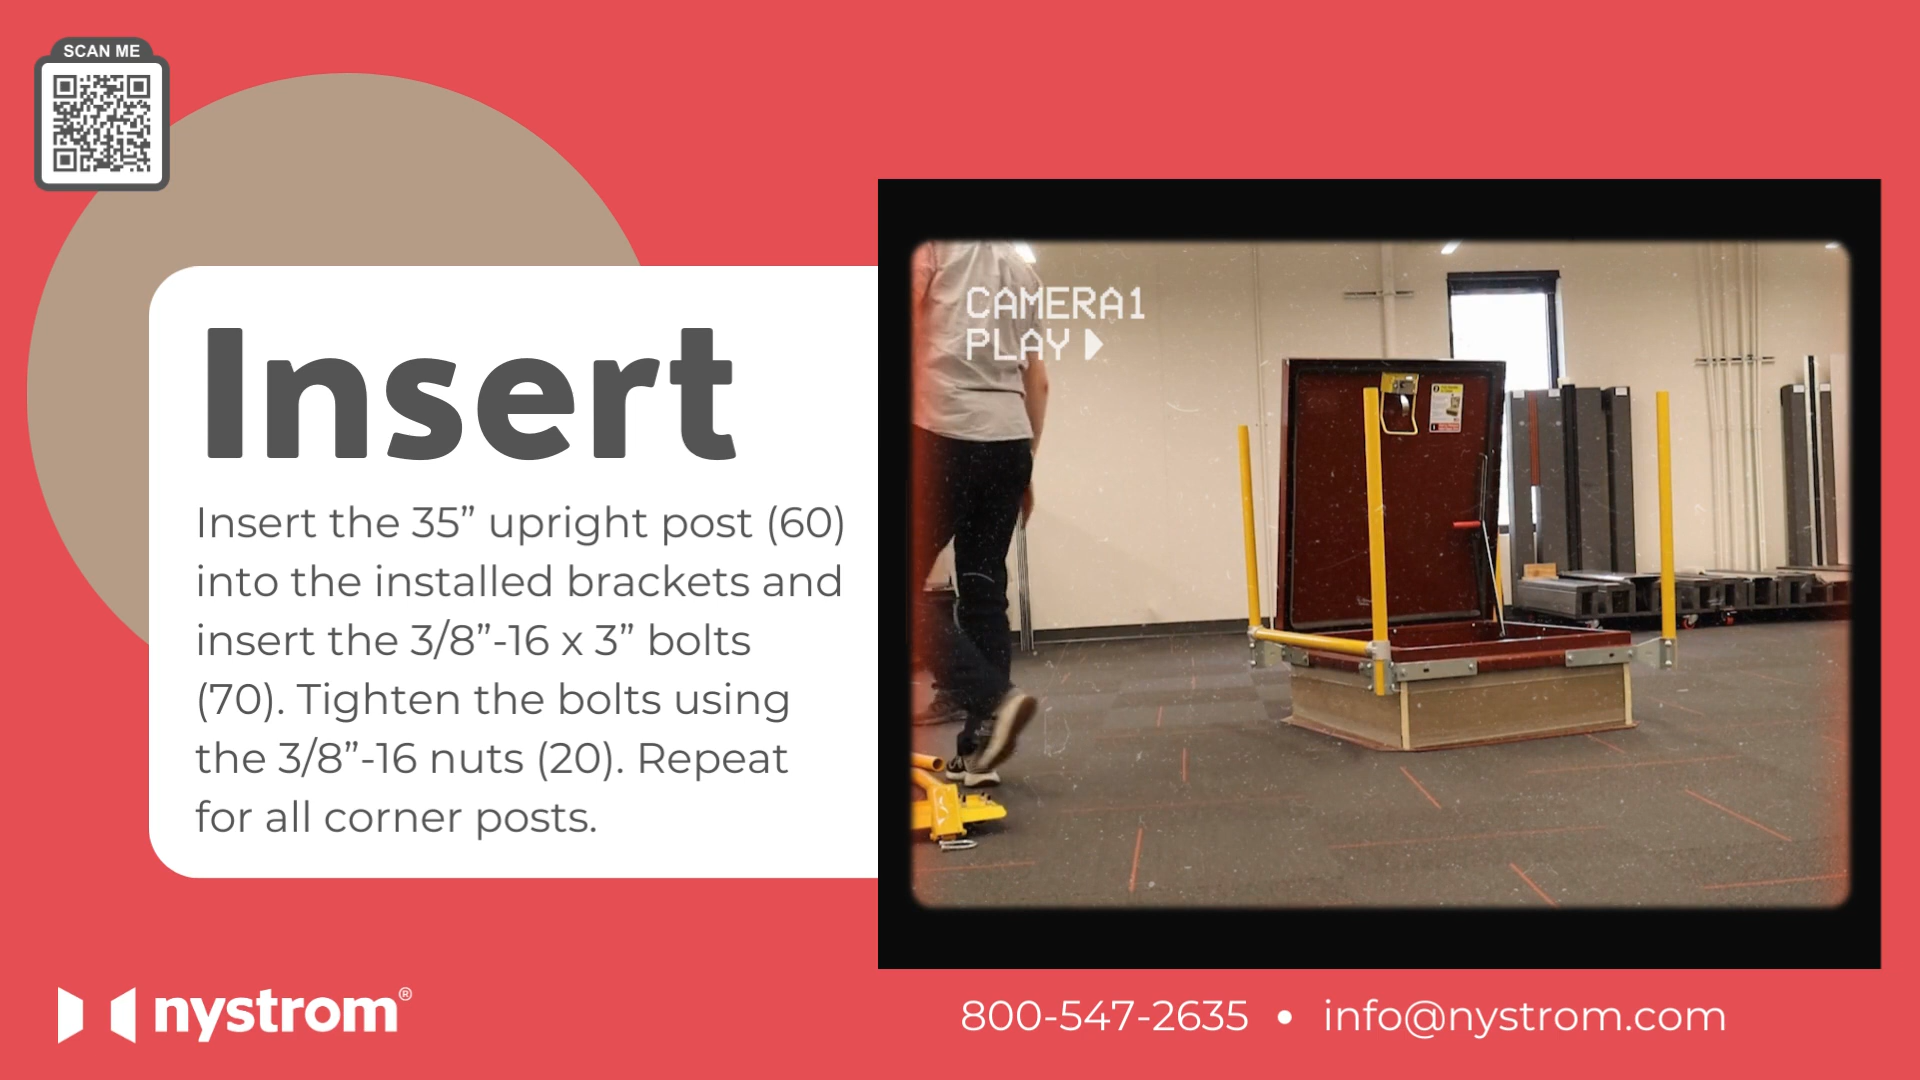 SCAN ME
Insert
Insert the 35” upright post (60)
into the installed brackets and
insert the 3/8”-16 x 3” bolts
(70). Tighten the bolts using
the 3/8”-16 nuts (20). Repeat
for all corner posts.
CAMERA1
PLAY
nystrom®
800-547-2635 • info@nystrom.com